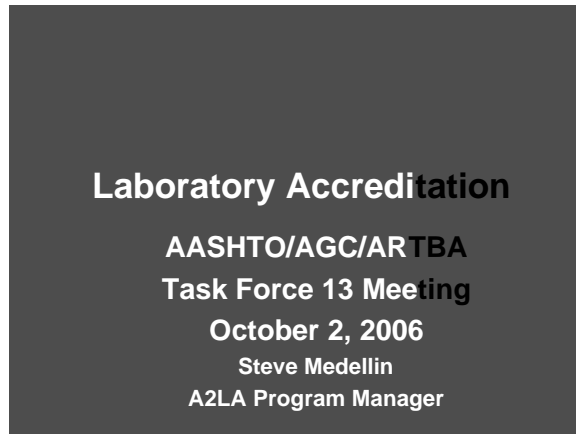 Laboratory Accreditation
AASHTO/AGC/ARTBA
Task Force 13 Meeting
October 2, 2006
Steve Medellin
A2LA Program Manager